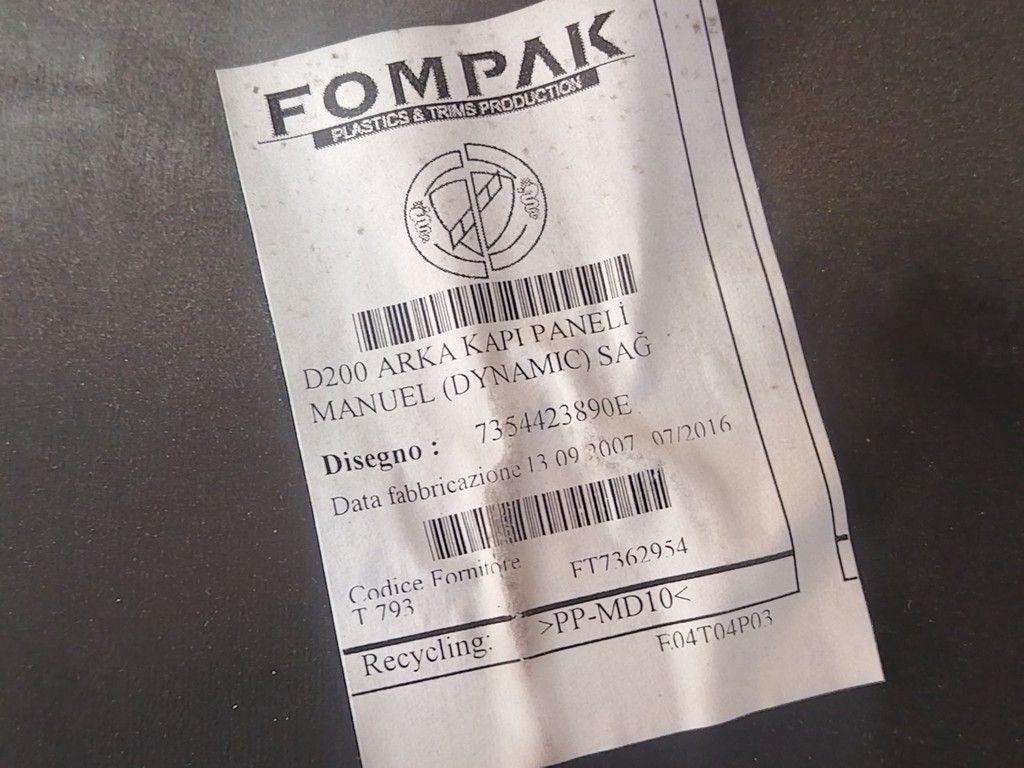 FOMPAK
PLASTICS & TRIMS PRODUCTION
D200 ARKA KAPI PANELİ
MANUEL (DYNAMIC) SAĞ
Disegno : 7354423890E
Data fabbricazione 13 09 2007 07/2016
Codice Fornitore FT7362954
T 793
Recycling: >PP-MD10<
F.04T04P03